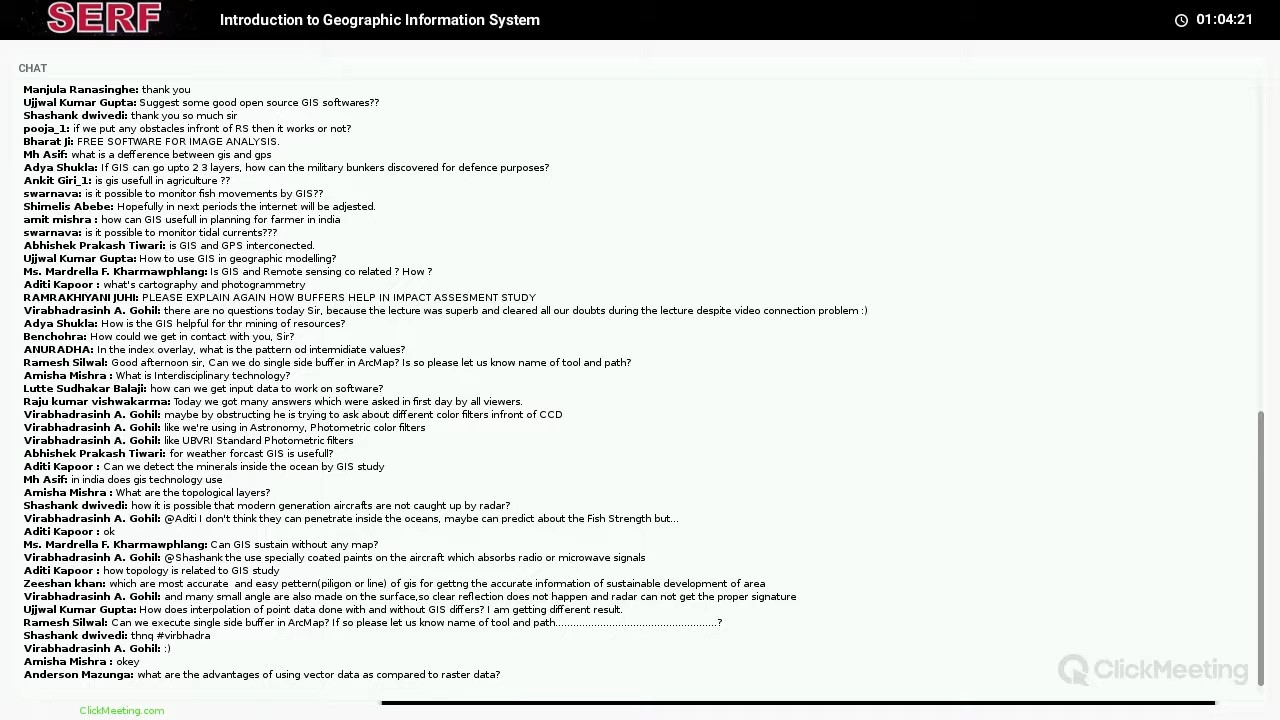 SERF
Introduction to Geographic Information System
01:04:21
CHAT
Manjula Ranasinghe: thank you
Ujjwal Kumar Gupta: Suggest some good open source GIS softwares??
Shashank dwivedi: thank you so much sir
pooja_1: if we put any obstacles infront of RS then it works or not?
Bharat Ji: FREE SOFTWARE FOR IMAGE ANALYSIS.
Mh Asif: what is a defference between gis and gps
Adya Shukla: If GIS can go upto 2 3 layers, how can the military bunkers discovered for defence purposes?
Ankit Giri_1: is gis usefull in agriculture ??
swarnava: is it possible to monitor fish movements by GIS??
Shimelis Abebe: Hopefully in next periods the internet will be adjested.
amit mishra : how can GIS usefull in planning for farmer in india
swarnava: is it possible to monitor tidal currents???
Abhishek Prakash Tiwari: is GIS and GPS interconected.
Ujjwal Kumar Gupta: How to use GIS in geographic modelling?
Ms. Mardrella F. Kharmawphlang: Is GIS and Remote sensing co related ? How ?
Aditi Kapoor : what's cartography and photogrammetry
RAMRAKHIYANI JUHI: PLEASE EXPLAIN AGAIN HOW BUFFERS HELP IN IMPACT ASSESMENT STUDY
Virabhadrasinh A. Gohil: there are no questions today Sir, because the lecture was superb and cleared all our doubts during the lecture despite video connection problem :)
Adya Shukla: How is the GIS helpful for thr mining of resources?
Benchohra: How could we get in contact with you, Sir?
ANURADHA: In the index overlay, what is the pattern od intermidiate values?
Ramesh Silwal: Good afternoon sir, Can we do single side buffer in ArcMap? Is so please let us know name of tool and path?
Amisha Mishra : What is Interdisciplinary technology?
Lutte Sudhakar Balaji: how can we get input data to work on software?
Raju kumar vishwakarma: Today we got many answers which were asked in first day by all viewers.
Virabhadrasinh A. Gohil: maybe by obstructing he is trying to ask about different color filters infront of CCD
Virabhadrasinh A. Gohil: like we're using in Astronomy, Photometric color filters
Virabhadrasinh A. Gohil: like UBVRI Standard Photometric filters
Abhishek Prakash Tiwari: for weather forcast GIS is usefull?
Aditi Kapoor : Can we detect the minerals inside the ocean by GIS study
Mh Asif: in india does gis technology use
Amisha Mishra : What are the topological layers?
Shashank dwivedi: how it is possible that modern generation aircrafts are not caught up by radar?
Virabhadrasinh A. Gohil: @Aditi I don't think they can penetrate inside the oceans, maybe can predict about the Fish Strength but...
Aditi Kapoor : ok
Ms. Mardrella F. Kharmawphlang: Can GIS sustain without any map?
Virabhadrasinh A. Gohil: @Shashank the use specially coated paints on the aircraft which absorbs radio or microwave signals
Aditi Kapoor : how topology is related to GIS study
Zeeshan khan: which are most accurate  and easy pettern(piligon or line) of gis for gettng the accurate information of sustainable development of area
Virabhadrasinh A. Gohil: and many small angle are also made on the surface,so clear reflection does not happen and radar can not get the proper signature
Ujjwal Kumar Gupta: How does interpolation of point data done with and without GIS differs? I am getting different result.
Ramesh Silwal: Can we execute single side buffer in ArcMap? If so please let us know name of tool and path......................................................?
Shashank dwivedi: thnq #virbhadra
Virabhadrasinh A. Gohil: :)
Amisha Mishra : okey
Anderson Mazunga: what are the advantages of using vector data as compared to raster data?
ClickMeeting
ClickMeeting.com